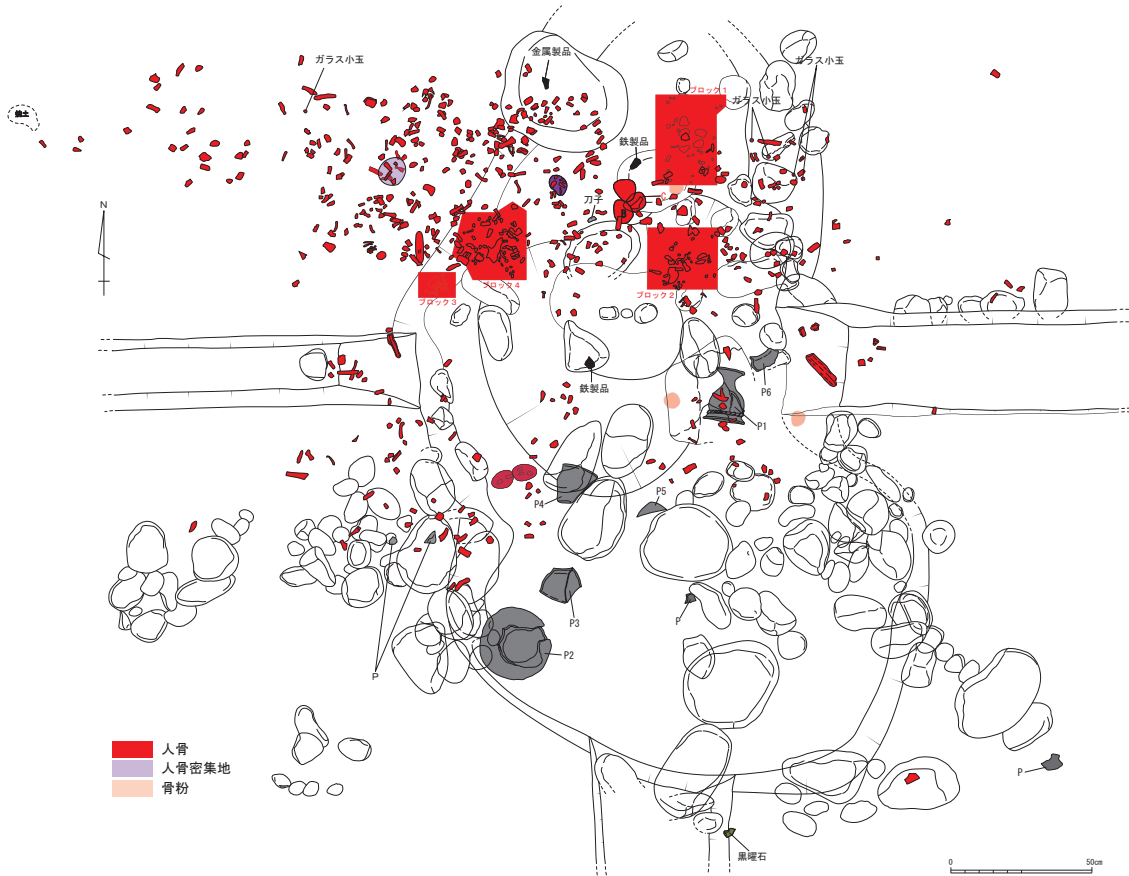 金属製品
ガラス小玉
ガラス小玉
ブロック1
ガラス小玉
焼土
鉄製品
C
刀子
B
N
ブロック4
ブロック3
ブロック2
鉄製品
P6
P1
P4
P5
P3
P
P2
P
人骨
人骨密集地
骨粉
P
黒曜石
0
50cm